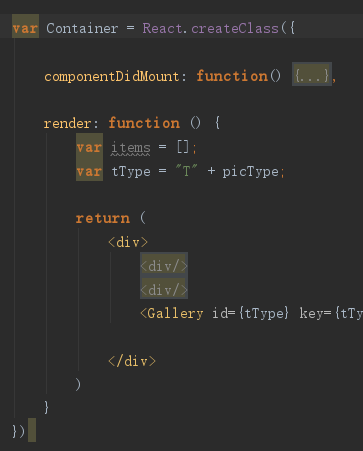 var Container = React.createClass({
componentDidMount: function() {...},
render: function () {
var items = [];
var tType = "T" + picType;
return (
<div>
<div/>
<div/>
<Gallery id={tType} key={tTy
</div>
)
}
})